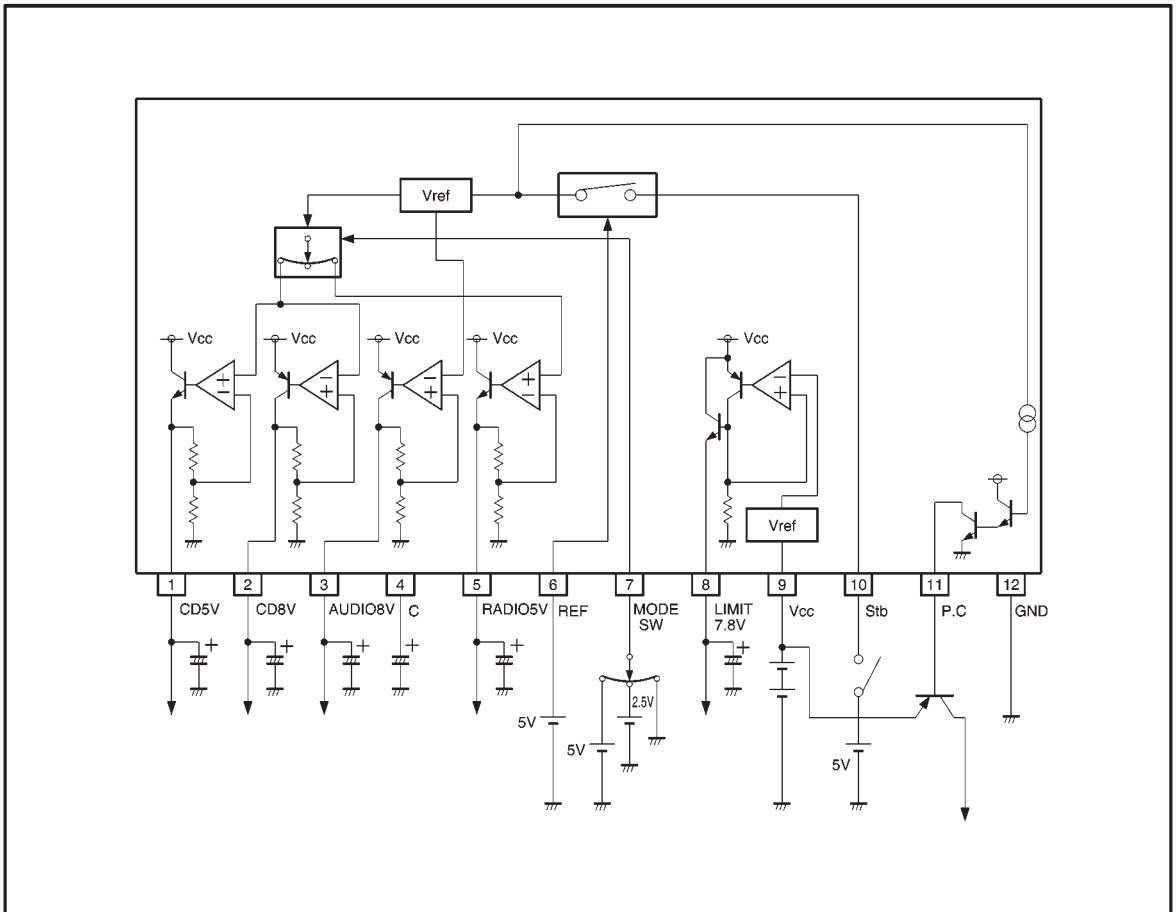 Vref
Vcc Vcc Vcc Vcc Vcc
+ − − + −
− + + − +
Vref
1 2 3 4 5 6 7 8 9 10 11 12
CD5V CD8V AUDIO8V C RADIO5V REF MODE SW LIMIT 7.8V Vcc Stb P.C GND
+ + + + + +
2.5V
5V
5V
5V